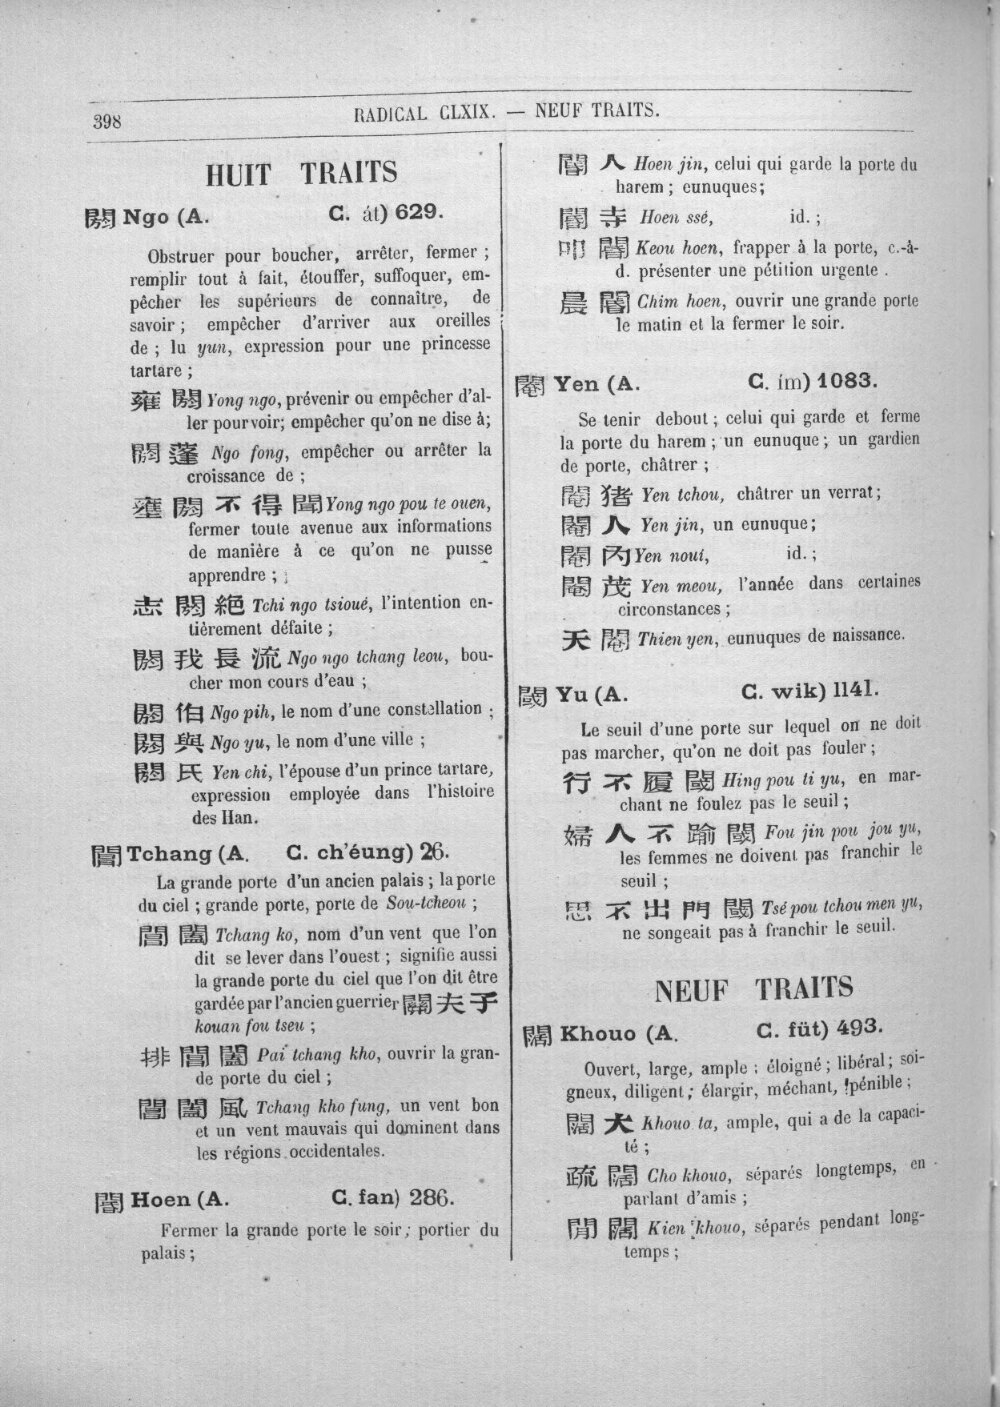 398
RADICAL CLXIX. — NEUF TRAITS.
HUIT TRAITS
閼 Ngo (A. C. át) 629.
Obstruer pour boucher, arrêter, fermer ;
remplir tout à fait, étouffer, suffoquer, em-
pêcher les supérieurs de connaître, de
savoir ; empêcher d'arriver aux oreilles
de ; lu yun, expression pour une princesse
tartare ;
雍 閼 Yong ngo, prévenir ou empêcher d'al-
ler pour voir; empêcher qu'on ne dise à;
閼 蓬 Ngo fong, empêcher ou arrêter la
croissance de ;
壅 閼 不 得 聞 Yong ngo pou te ouen,
fermer toute avenue aux informations
de manière à ce qu'on ne puisse
apprendre ;
志 閼 絕 Tchi ngo tsioué, l'intention en-
tièrement défaite ;
閼 我 長 流 Ngo ngo tchang leou, bou-
cher mon cours d'eau ;
閼 伯 Ngo pih, le nom d'une constellation ;
閼 與 Ngo yu, le nom d'une ville ;
閼 氏 Yen chi, l'épouse d'un prince tartare,
expression employée dans l'histoire
des Han.
閶 Tchang (A. C. ch'éung) 26.
La grande porte d'un ancien palais ; la porte
du ciel ; grande porte, porte de Sou-tcheou ;
閶 闔 Tchang ko, nom d'un vent que l'on
dit se lever dans l'ouest ; signifie aussi
la grande porte du ciel que l'on dit être
gardée par l'ancien guerrier 關 夫 子
kouan fou tseu ;
排 閶 闔 Pai tchang kho, ouvrir la gran-
de porte du ciel ;
閶 闔 風 Tchang kho fung, un vent bon
et un vent mauvais qui dominent dans
les régions occidentales.
閽 Hoen (A. C. fan) 286.
Fermer la grande porte le soir ; portier du
palais ;
閽 人 Hoen jin, celui qui garde la porte du
harem ; eunuques;
閽 寺 Hoen ssé, id. ;
叩 閽 Keou hoen, frapper à la porte, c.-à-
d. présenter une pétition urgente .
晨 閽 Chim hoen, ouvrir une grande porte
le matin et la fermer le soir.
閹 Yen (A. C. ím) 1083.
Se tenir debout ; celui qui garde et ferme
la porte du harem ; un eunuque ; un gardien
de porte, châtrer ;
閹 猪 Yen tchou, châtrer un verrat ;
閹 人 Yen jin, un eunuque ;
閹 内 Yen nouí, id. ;
閹 茂 Yen meou, l'année dans certaines
circonstances ;
天 閹 Thien yen, eunuques de naissance.
閾 Yu (A. C. wik) 1141.
Le seuil d'une porte sur lequel on ne doit
pas marcher, qu'on ne doit pas fouler ;
行 不 履 閾 Hing pou li yu, en mar-
chant ne foulez pas le seuil ;
婦 人 不 踰 閾 Fou jin pou jou yu,
les femmes ne doivent pas franchir le
seuil ;
思 不 出 門 閾 Tsé pou tchou men yu,
ne songeait pas à franchir le seuil.
NEUF TRAITS
闊 Khouo (A. C. füt) 493.
Ouvert, large, ample ; éloigné ; libéral ; soi-
gneux, diligent ; élargir, méchant, pénible ;
闊 大 Khouo ta, ample, qui a de la capaci-
té ;
疏 闊 Cho khouo, séparés longtemps, en
parlant d'amis ;
間 闊 Kien khouo, séparés pendant long-
temps ;